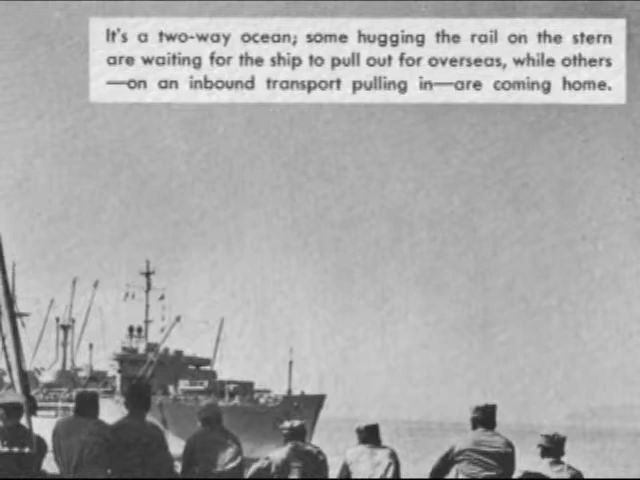 It's a two-way ocean; some hugging the rail on the stern
are waiting for the ship to pull out for overseas, while others
—on an inbound transport pulling in—are coming home.